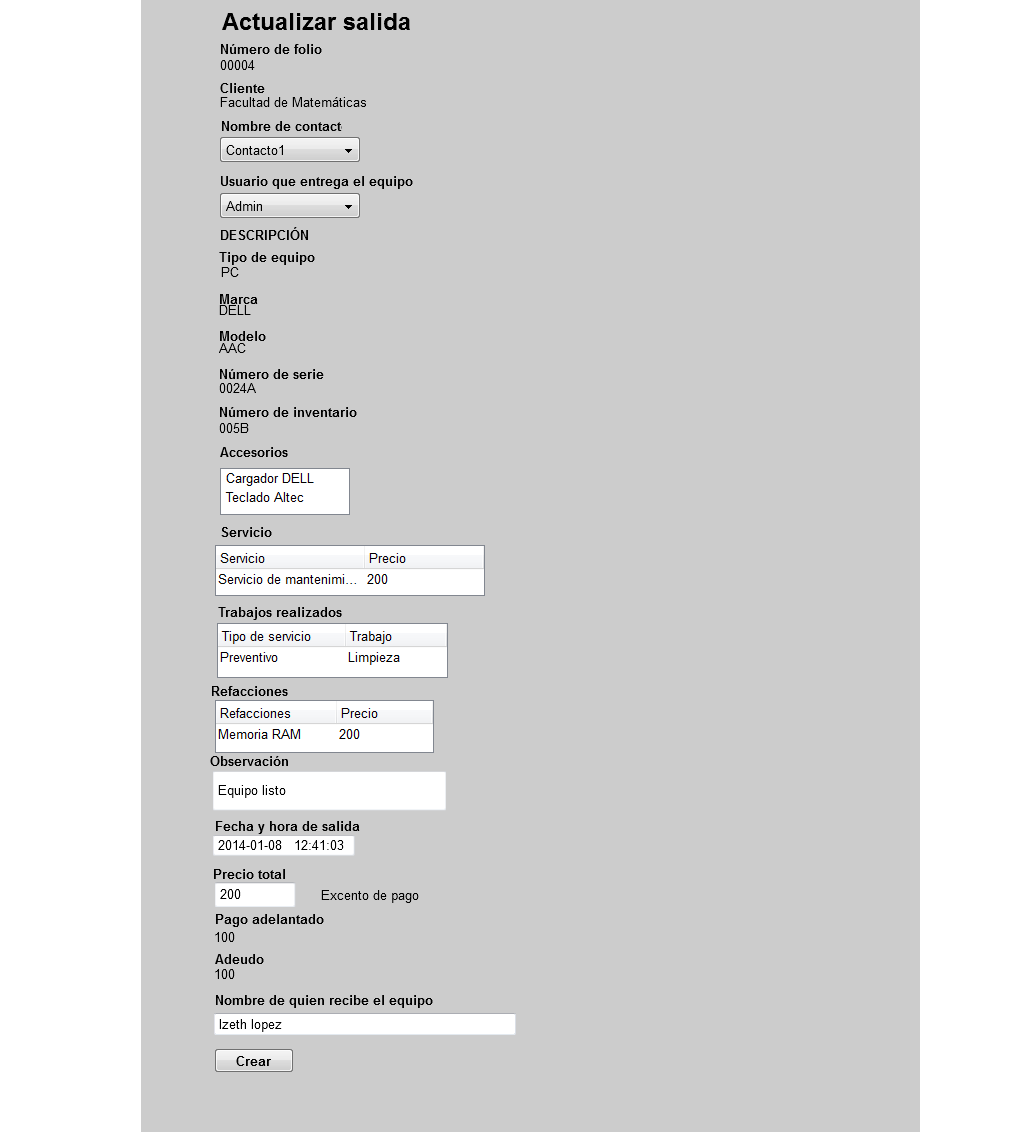 Actualizar salida
Número de folio
00004
Cliente
Facultad de Matemáticas
Nombre de contact
Contacto1
Usuario que entrega el equipo
Admin
DESCRIPCIÓN
Tipo de equipo
PC
Marca
DELL
Modelo
AAC
Número de serie
0024A
Número de inventario
005B
Accesorios
Cargador DELL
Teclado Altec
Servicio
Servicio Precio
Servicio de mantenimi... 200
Trabajos realizados
Tipo de servicio Trabajo
Preventivo Limpieza
Refacciones
Refacciones Precio
Memoria RAM 200
Observación
Equipo listo
Fecha y hora de salida
2014-01-08 12:41:03
Precio total
200 Excento de pago
Pago adelantado
100
Adeudo
100
Nombre de quien recibe el equipo
Izeth lopez
Crear